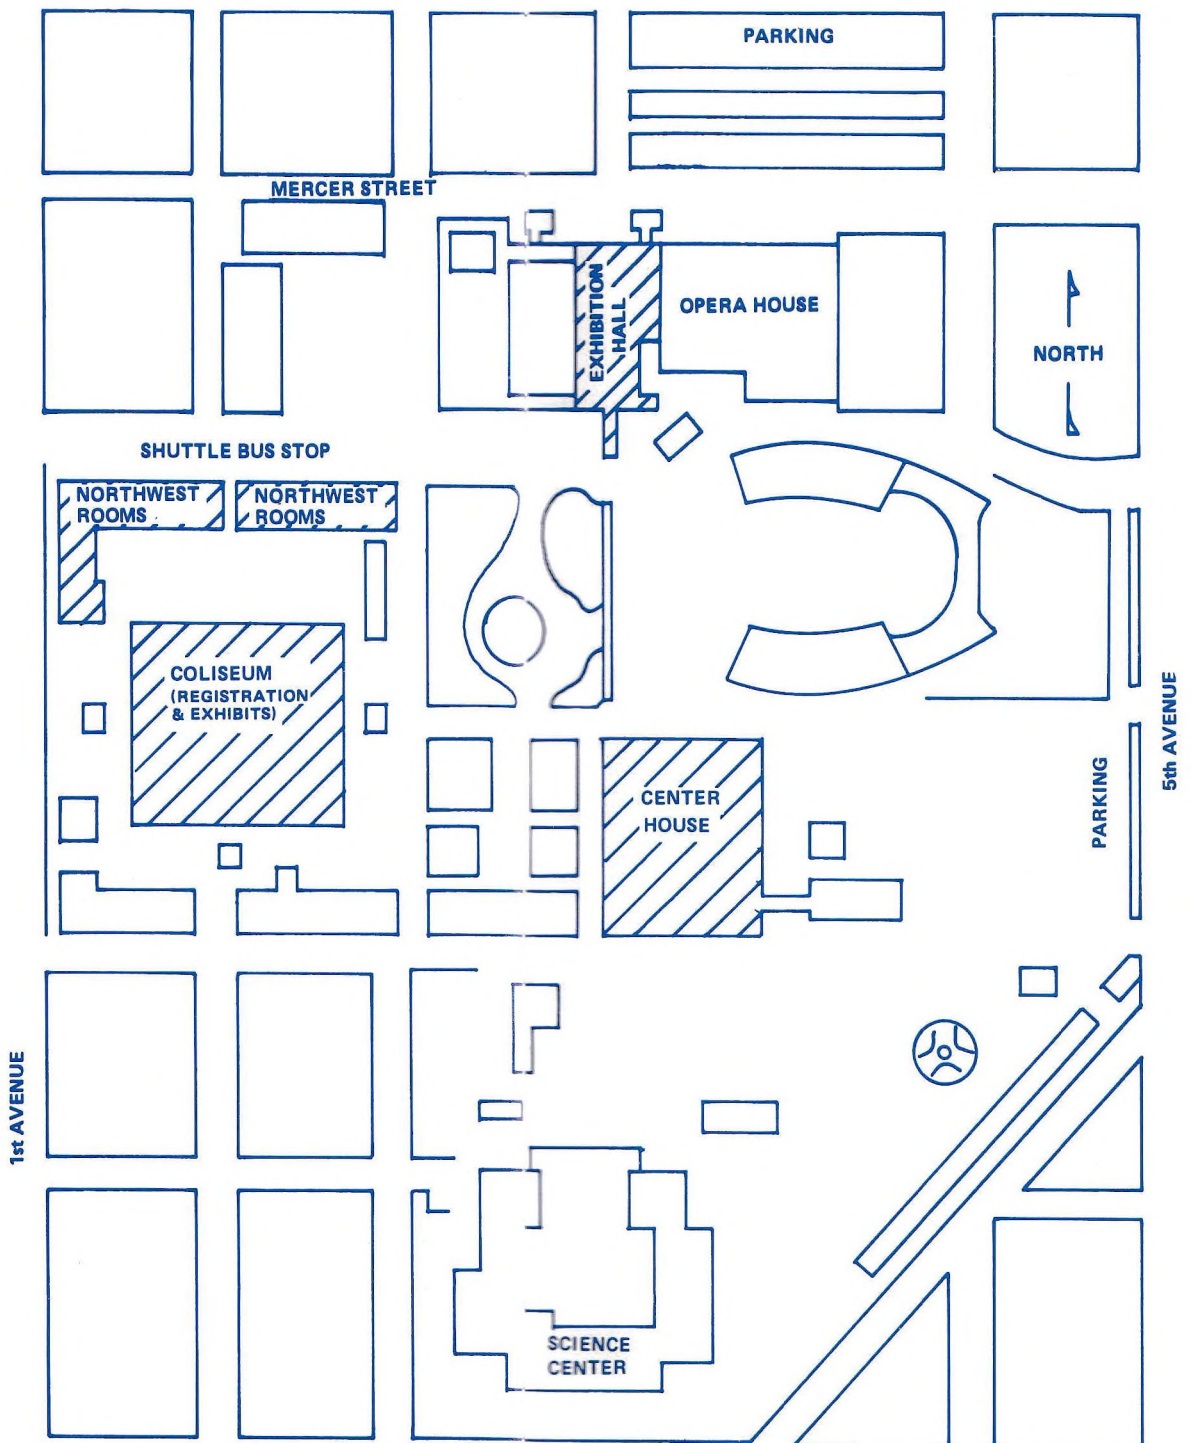 PARKING
MERCER STREET
EXHIBITION
HALL
OPERA HOUSE
NORTH
SHUTTLE BUS STOP
NORTHWEST
ROOMS
NORTHWEST
ROOMS
COLISEUM
(REGISTRATION
& EXHIBITS)
5th AVENUE
PARKING
CENTER
HOUSE
1st AVENUE
SCIENCE
CENTER